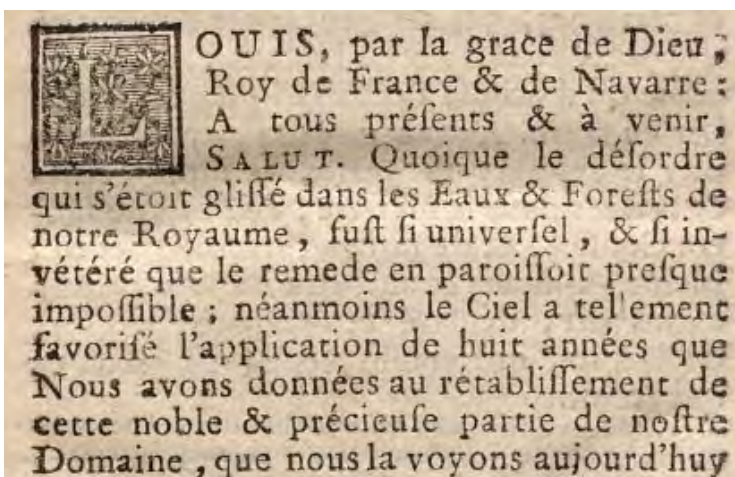 LOUIS, par la grace de Dieu,
Roy de France & de Navarre:
A tous préſents & à venir,
SALUT. Quoique le déſordre
qui s'étoit gliſſé dans les Eaux & Foreſts de
notre Royaume, fuſt ſi univerſel, & ſi in-
vétéré que le remede en paroiſſoit preſque
impoſſible; néanmoins le Ciel a tellement
favoriſé l'application de huit années que
Nous avons données au rétabliſſement de
cette noble & précieuſe partie de noſtre
Domaine, que nous la voyons aujourd'huy